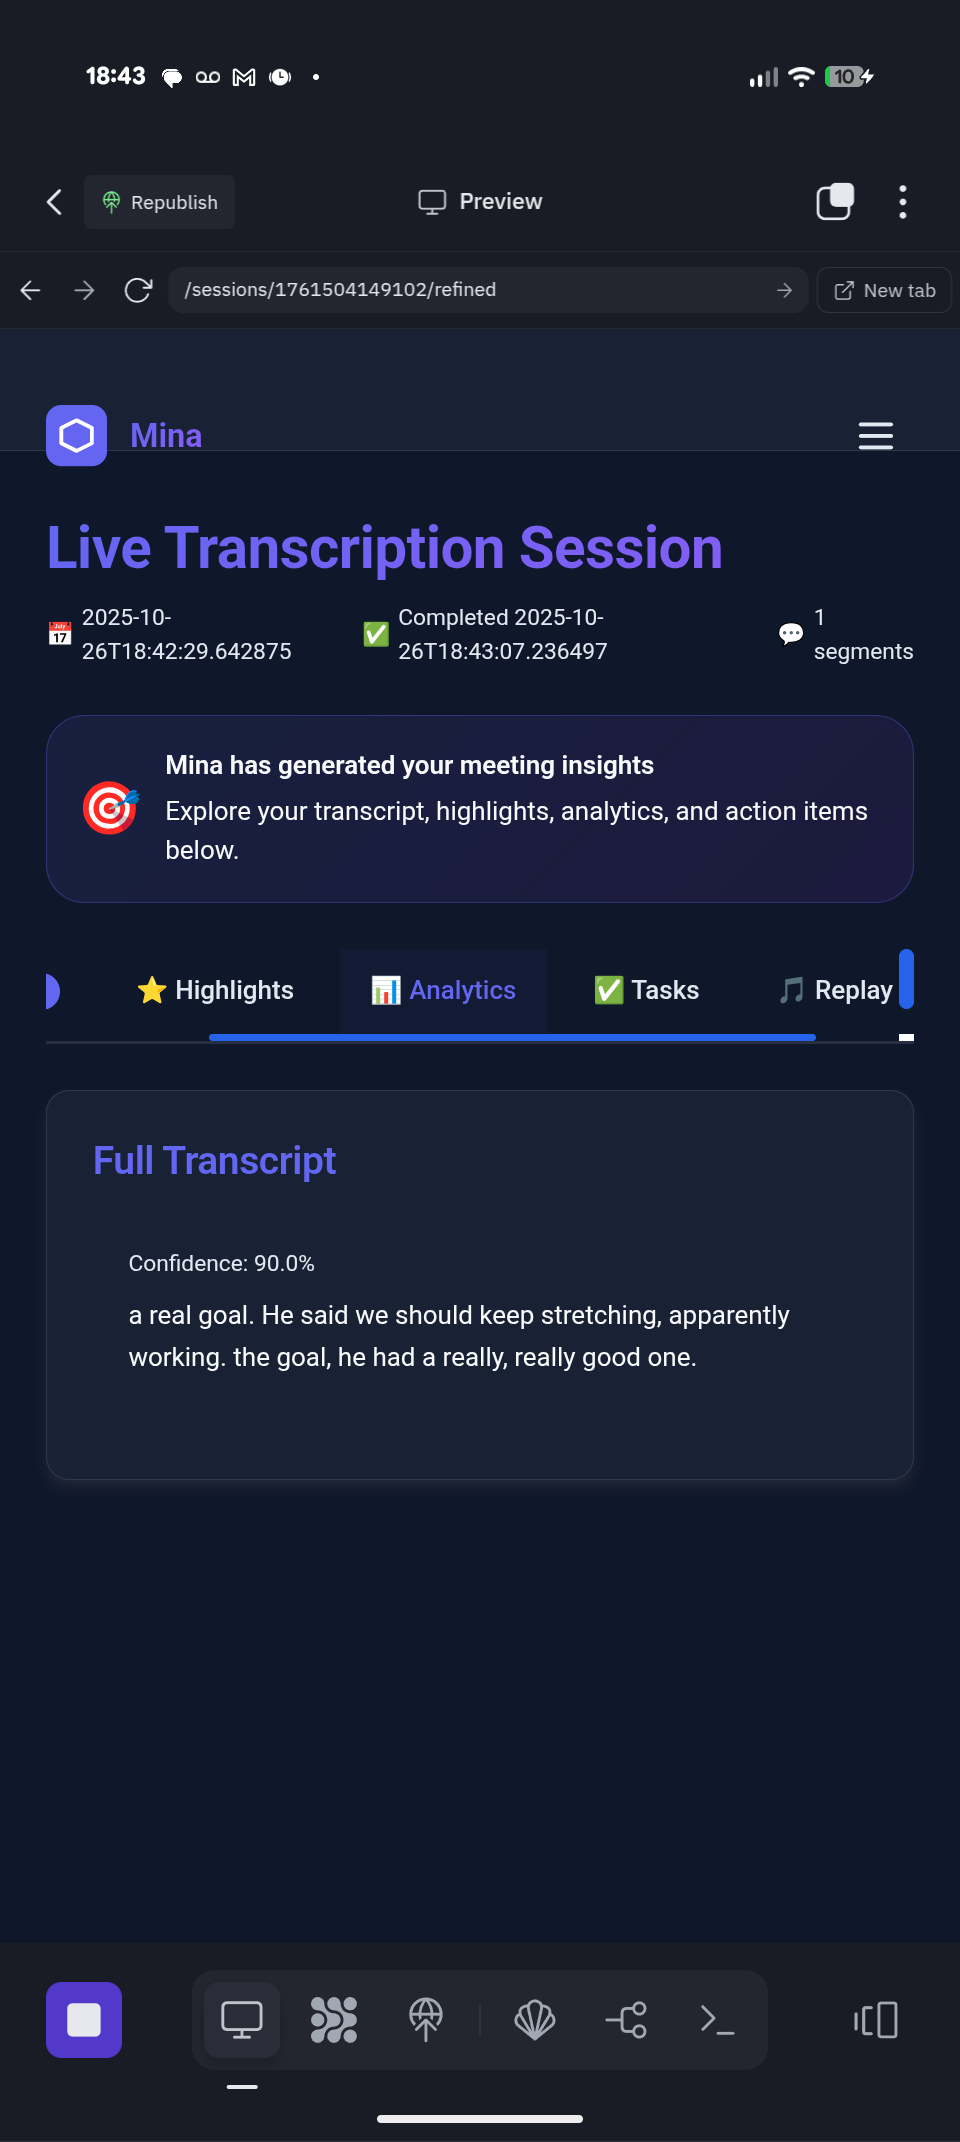 18:43
10
Republish
Preview
/sessions/1761504149102/refined
New tab
Mina
Live Transcription Session
July
17
2025-10-
26T18:42:29.642875
Completed 2025-10-
26T18:43:07.236497
1
segments
Mina has generated your meeting insights
Explore your transcript, highlights, analytics, and action items
below.
Highlights
Analytics
Tasks
Replay
Full Transcript
Confidence: 90.0%
a real goal. He said we should keep stretching, apparently
working. the goal, he had a really, really good one.